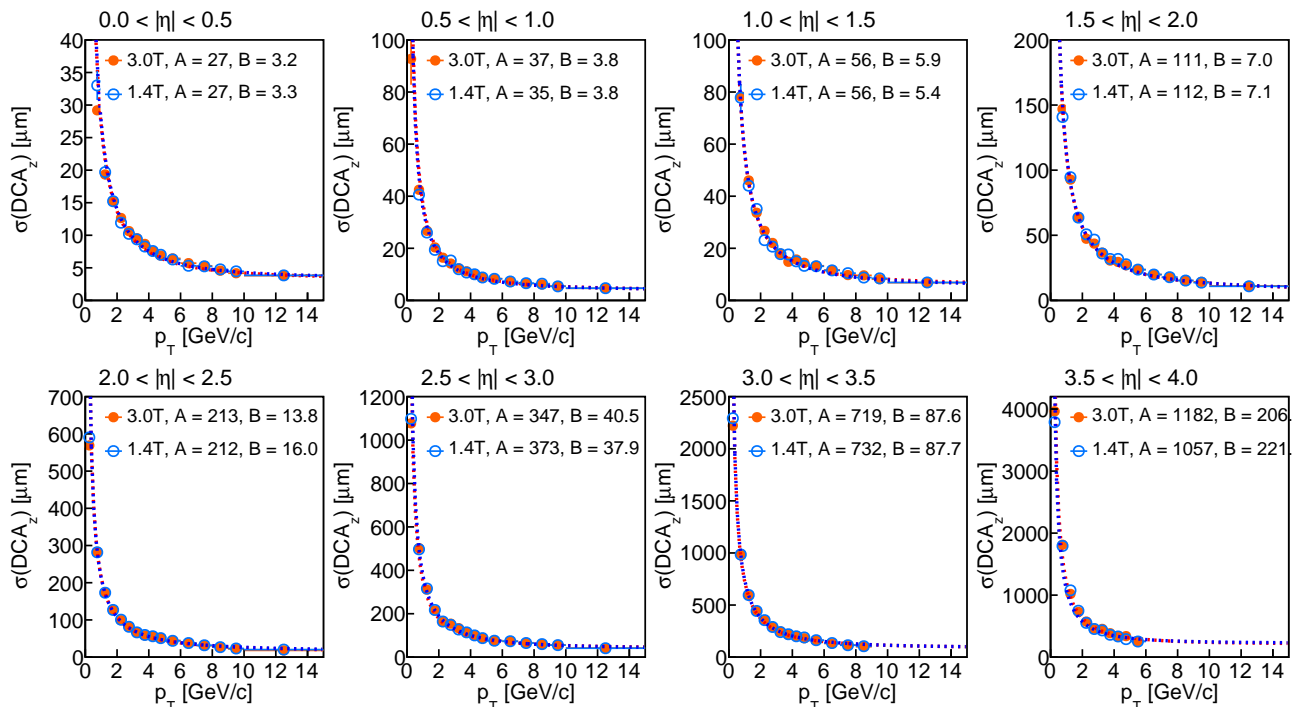 0.0 < |η| < 0.5
40
35
30
25
20
15
10
5
0
σ(DCA_z) [μm]
3.0T, A = 27, B = 3.2
1.4T, A = 27, B = 3.3
0 2 4 6 8 10 12 14
p_T [GeV/c]
0.5 < |η| < 1.0
100
80
60
40
20
0
σ(DCA_z) [μm]
3.0T, A = 37, B = 3.8
1.4T, A = 35, B = 3.8
0 2 4 6 8 10 12 14
p_T [GeV/c]
1.0 < |η| < 1.5
100
80
60
40
20
0
σ(DCA_z) [μm]
3.0T, A = 56, B = 5.9
1.4T, A = 56, B = 5.4
0 2 4 6 8 10 12 14
p_T [GeV/c]
1.5 < |η| < 2.0
200
150
100
50
0
σ(DCA_z) [μm]
3.0T, A = 111, B = 7.0
1.4T, A = 112, B = 7.1
0 2 4 6 8 10 12 14
p_T [GeV/c]
2.0 < |η| < 2.5
700
600
500
400
300
200
100
0
σ(DCA_z) [μm]
3.0T, A = 213, B = 13.8
1.4T, A = 212, B = 16.0
0 2 4 6 8 10 12 14
p_T [GeV/c]
2.5 < |η| < 3.0
1200
1000
800
600
400
200
0
σ(DCA_z) [μm]
3.0T, A = 347, B = 40.5
1.4T, A = 373, B = 37.9
0 2 4 6 8 10 12 14
p_T [GeV/c]
3.0 < |η| < 3.5
2500
2000
1500
1000
500
0
σ(DCA_z) [μm]
3.0T, A = 719, B = 87.6
1.4T, A = 732, B = 87.7
0 2 4 6 8 10 12 14
p_T [GeV/c]
3.5 < |η| < 4.0
4000
3000
2000
1000
0
σ(DCA_z) [μm]
3.0T, A = 1182, B = 206.
1.4T, A = 1057, B = 221.
0 2 4 6 8 10 12 14
p_T [GeV/c]